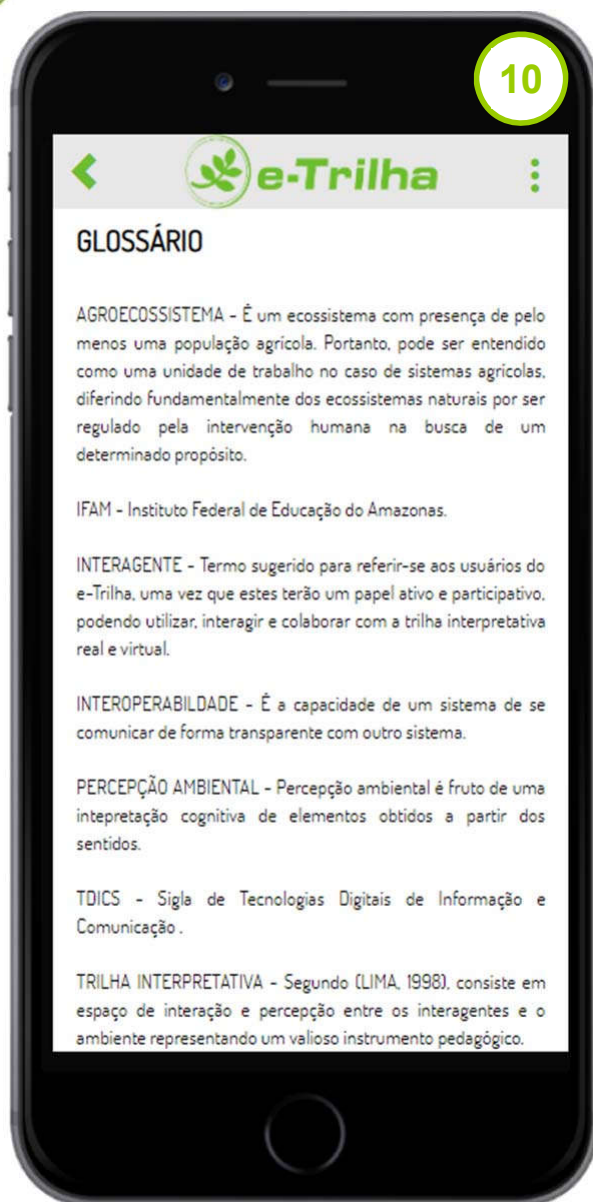 10
e-Trilha
GLOSSÁRIO
AGROECOSSISTEMA - É um ecossistema com presença de pelo
menos uma população agrícola. Portanto, pode ser entendido
como uma unidade de trabalho no caso de sistemas agrícolas,
diferindo fundamentalmente dos ecossistemas naturais por ser
regulado pela intervenção humana na busca de um
determinado propósito.
IFAM - Instituto Federal de Educação do Amazonas.
INTERAGENTE - Termo sugerido para referir-se aos usuários do
e-Trilha, uma vez que estes terão um papel ativo e participativo,
podendo utilizar, interagir e colaborar com a trilha interpretativa
real e virtual.
INTEROPERABILDADE - É a capacidade de um sistema de se
comunicar de forma transparente com outro sistema.
PERCEPÇÃO AMBIENTAL - Percepção ambiental é fruto de uma
intepretação cognitiva de elementos obtidos a partir dos
sentidos.
TDICS - Sigla de Tecnologias Digitais de Informação e
Comunicação .
TRILHA INTERPRETATIVA - Segundo (LIMA, 1998), consiste em
espaço de interação e percepção entre os interagentes e o
ambiente representando um valioso instrumento pedagógico.